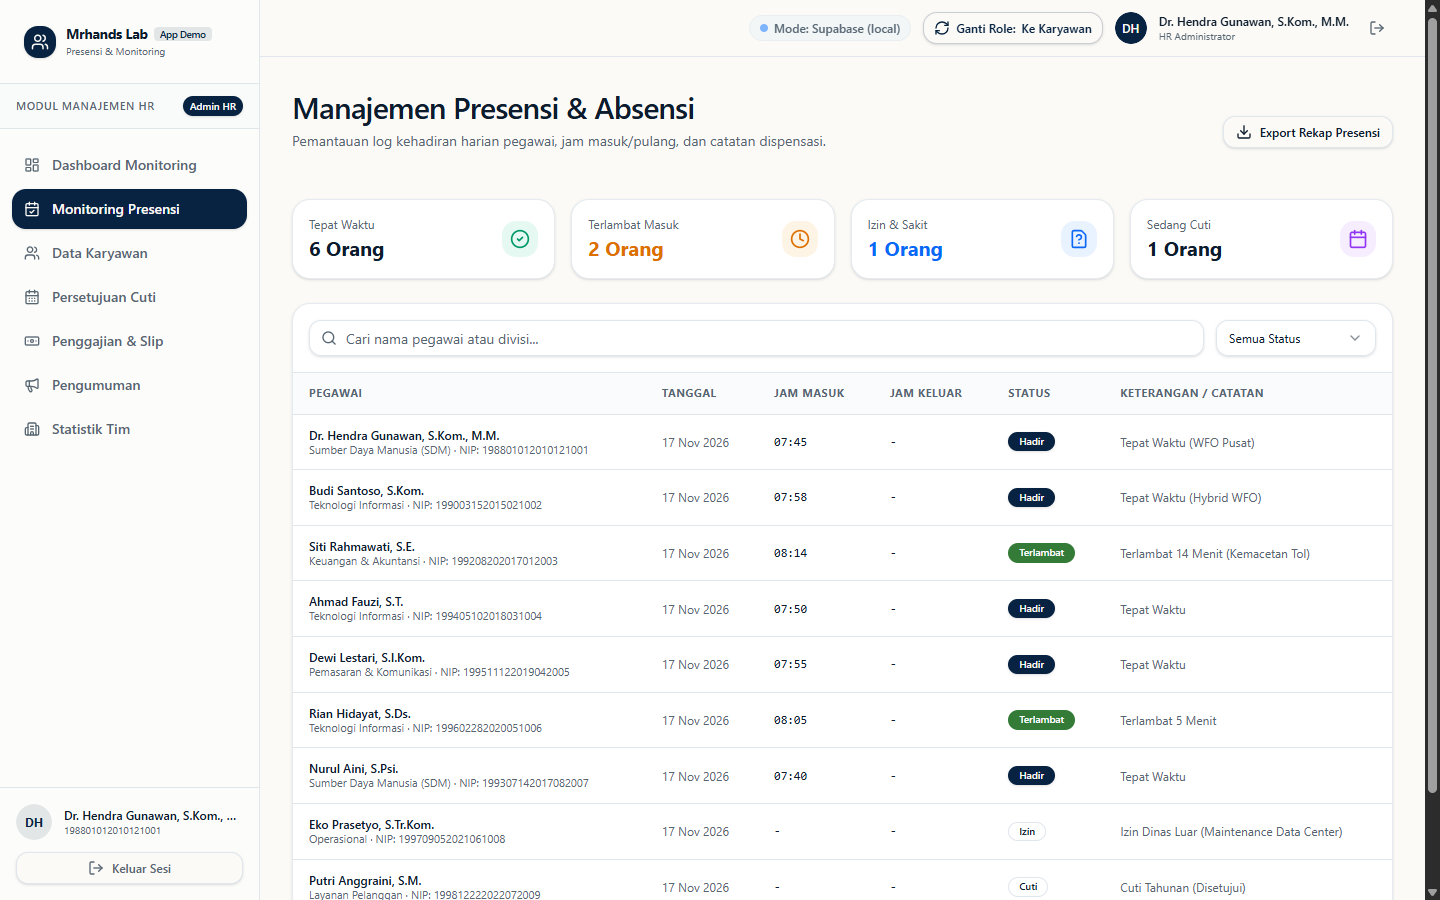 Mrhands Lab App Demo
Presensi & Monitoring
MODUL MANAJEMEN HR Admin HR
Dashboard Monitoring
Monitoring Presensi
Data Karyawan
Persetujuan Cuti
Penggajian & Slip
Pengumuman
Statistik Tim
DH Dr. Hendra Gunawan, S.Kom., ...
198801012010121001
Keluar Sesi
Mode: Supabase (local)
Ganti Role: Ke Karyawan
DH Dr. Hendra Gunawan, S.Kom., M.M.
HR Administrator
Manajemen Presensi & Absensi
Pemantauan log kehadiran harian pegawai, jam masuk/pulang, dan catatan dispensasi.
Export Rekap Presensi
Tepat Waktu
6 Orang
Terlambat Masuk
2 Orang
Izin & Sakit
1 Orang
Sedang Cuti
1 Orang
Cari nama pegawai atau divisi...
Semua Status
PEGAWAI TANGGAL JAM MASUK JAM KELUAR STATUS KETERANGAN / CATATAN
Dr. Hendra Gunawan, S.Kom., M.M.
Sumber Daya Manusia (SDM) · NIP: 198801012010121001
17 Nov 2026 07:45 - Hadir Tepat Waktu (WFO Pusat)
Budi Santoso, S.Kom.
Teknologi Informasi · NIP: 199003152015021002
17 Nov 2026 07:58 - Hadir Tepat Waktu (Hybrid WFO)
Siti Rahmawati, S.E.
Keuangan & Akuntansi · NIP: 199208202017012003
17 Nov 2026 08:14 - Terlambat Terlambat 14 Menit (Kemacetan Tol)
Ahmad Fauzi, S.T.
Teknologi Informasi · NIP: 199405102018031004
17 Nov 2026 07:50 - Hadir Tepat Waktu
Dewi Lestari, S.I.Kom.
Pemasaran & Komunikasi · NIP: 199511122019042005
17 Nov 2026 07:55 - Hadir Tepat Waktu
Rian Hidayat, S.Ds.
Teknologi Informasi · NIP: 199602282020051006
17 Nov 2026 08:05 - Terlambat Terlambat 5 Menit
Nurul Aini, S.Psi.
Sumber Daya Manusia (SDM) · NIP: 199307142017082007
17 Nov 2026 07:40 - Hadir Tepat Waktu
Eko Prasetyo, S.Tr.Kom.
Operasional · NIP: 199709052021061008
17 Nov 2026 - - Izin Izin Dinas Luar (Maintenance Data Center)
Putri Anggraini, S.M.
Layanan Pelanggan · NIP: 199812222022072009
17 Nov 2026 - - Cuti Cuti Tahunan (Disetujui)